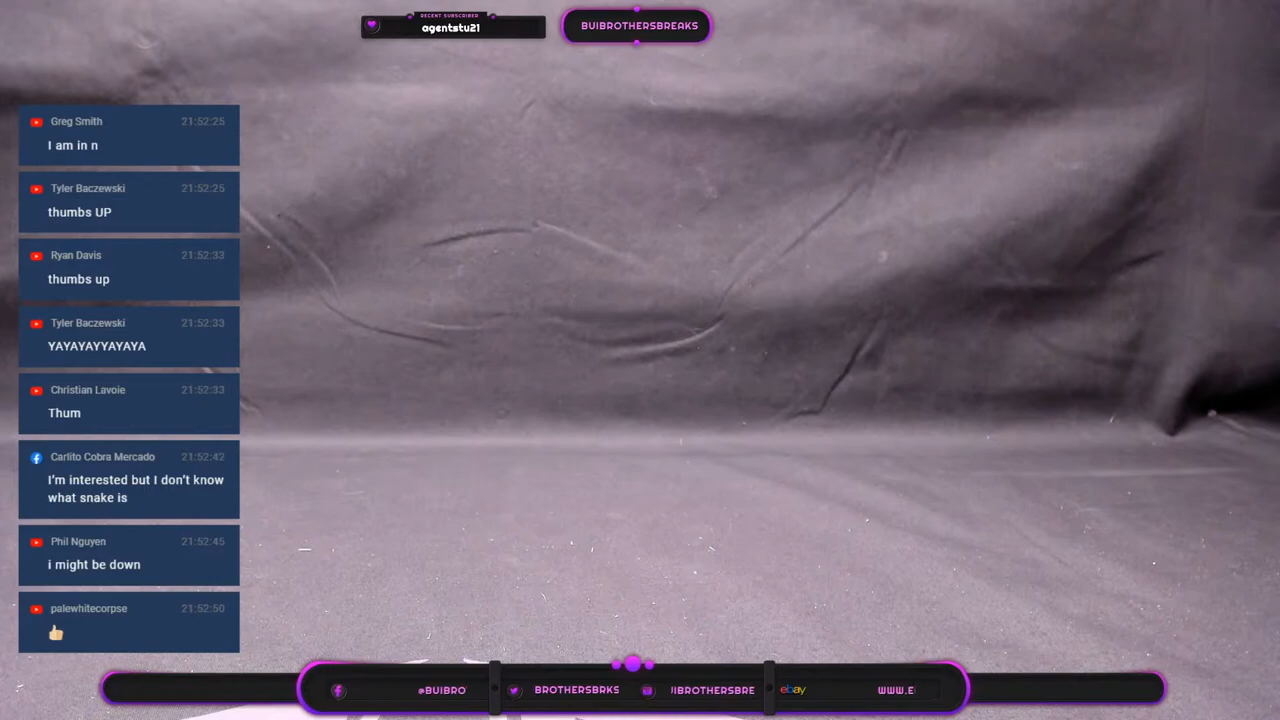 RECENT SUBSCRIBER
agentstu21
BUIBROTHERSBREAKS
Greg Smith 21:52:25
I am in n
Tyler Baczewski 21:52:25
thumbs UP
Ryan Davis 21:52:33
thumbs up
Tyler Baczewski 21:52:33
YAYAYAYYAYAYA
Christian Lavoie 21:52:33
Thum
Carlito Cobra Mercado 21:52:42
I'm interested but I don't know
what snake is
Phil Nguyen 21:52:45
i might be down
palewhitecorpse 21:52:50
@BUIBRO BROTHERSBRKS IBROTHERSBRE ebay WWW.E